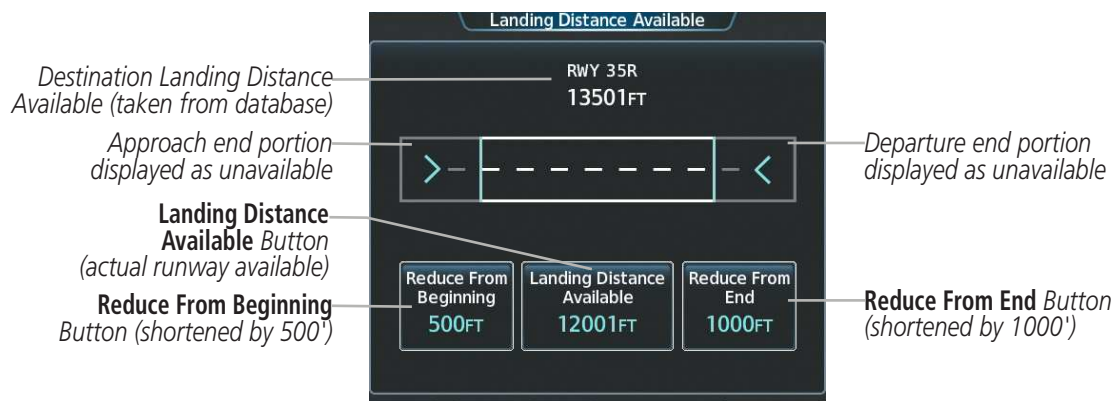 Landing Distance Available
RWY 35R
13501FT
Destination Landing Distance
Available (taken from database)
Approach end portion
displayed as unavailable
Departure end portion
displayed as unavailable
Landing Distance
Available Button
(actual runway available)
Reduce From Beginning
Button (shortened by 500')
Reduce From
Beginning
500FT
Landing Distance
Available
12001FT
Reduce From
End
1000FT
Reduce From End Button
(shortened by 1000')